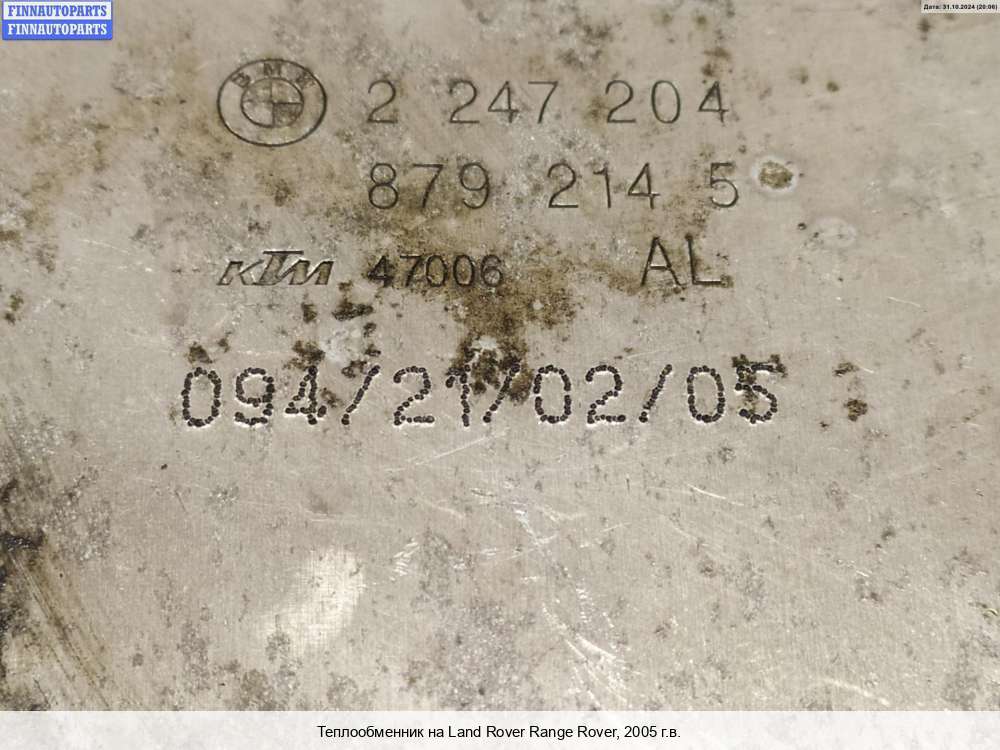 FINNAUTOPARTS
FINNAUTOPARTS
Дата: 31.10.2024 (20:06)
BMW 2 247 204
879 214 5
KTM 47006 AL
094/21/02/05
Теплообменник на Land Rover Range Rover, 2005 г.в.